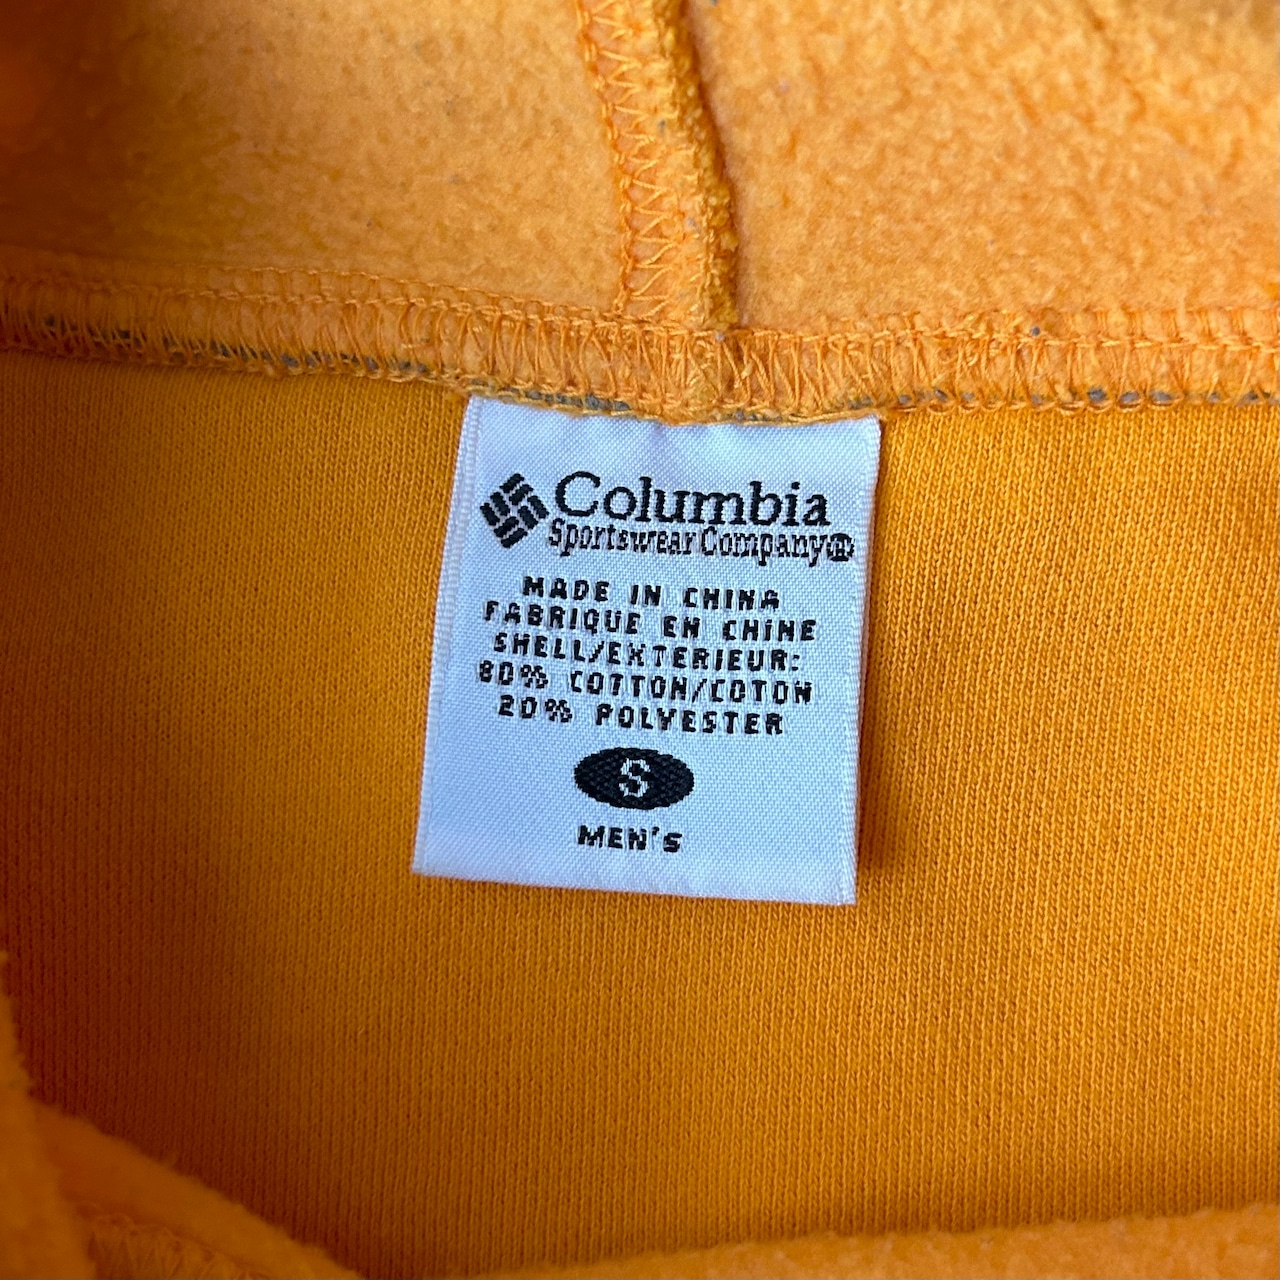 Columbia
Sportswear Company®
MADE IN CHINA
FABRIQUE EN CHINE
SHELL/EXTERIEUR:
80% COTTON/COTON
20% POLYESTER
S
MEN'S